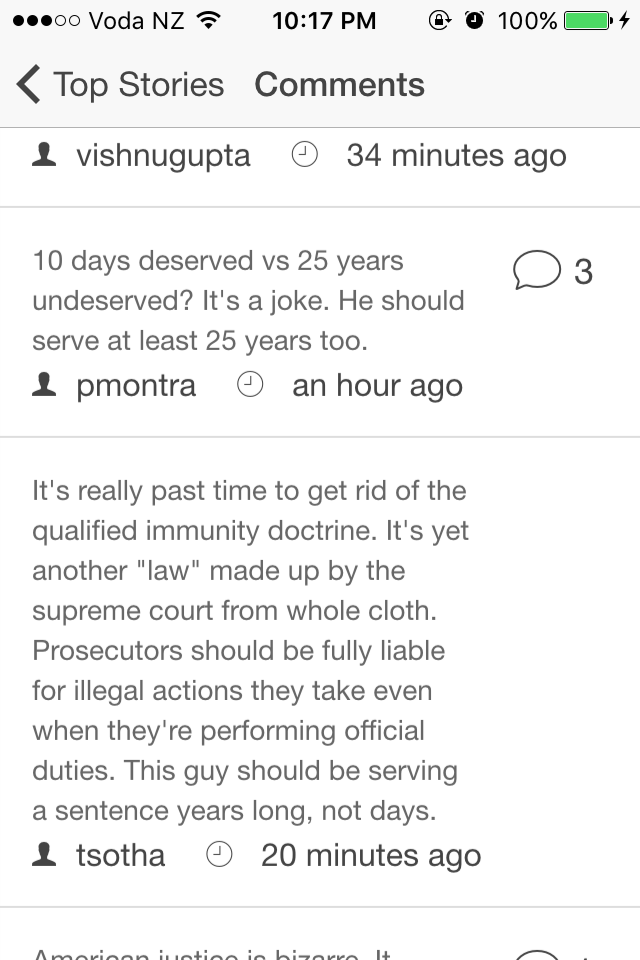 Voda NZ 10:17 PM 100%
Top Stories Comments
vishnugupta 34 minutes ago
10 days deserved vs 25 years
undeserved? It's a joke. He should
serve at least 25 years too.
3
pmontra an hour ago
It's really past time to get rid of the
qualified immunity doctrine. It's yet
another "law" made up by the
supreme court from whole cloth.
Prosecutors should be fully liable
for illegal actions they take even
when they're performing official
duties. This guy should be serving
a sentence years long, not days.
tsotha 20 minutes ago
American justice is bizarre. It